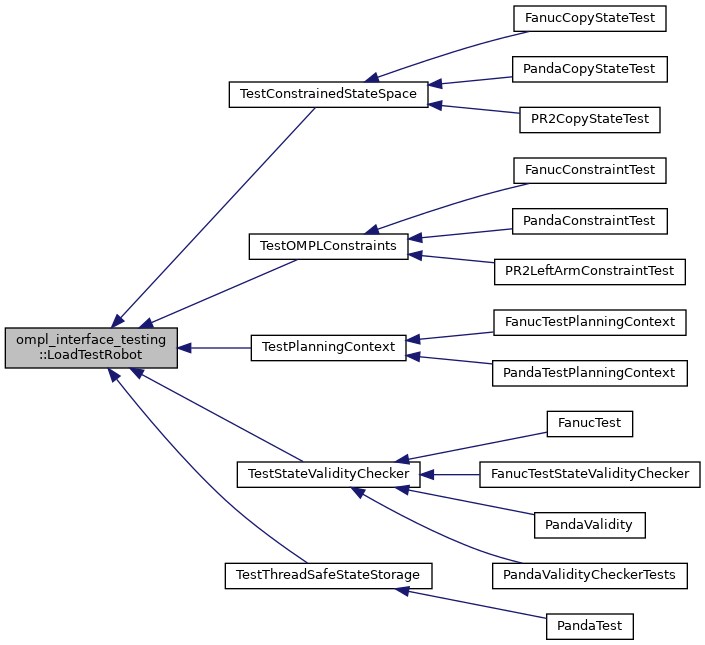 FanucCopyStateTest
PandaCopyStateTest
TestConstrainedStateSpace
PR2CopyStateTest
FanucConstraintTest
PandaConstraintTest
TestOMPLConstraints
PR2LeftArmConstraintTest
FanucTestPlanningContext
ompl_interface_testing
::LoadTestRobot
TestPlanningContext
PandaTestPlanningContext
FanucTest
TestStateValidityChecker
FanucTestStateValidityChecker
PandaValidity
TestThreadSafeStateStorage
PandaValidityCheckerTests
PandaTest